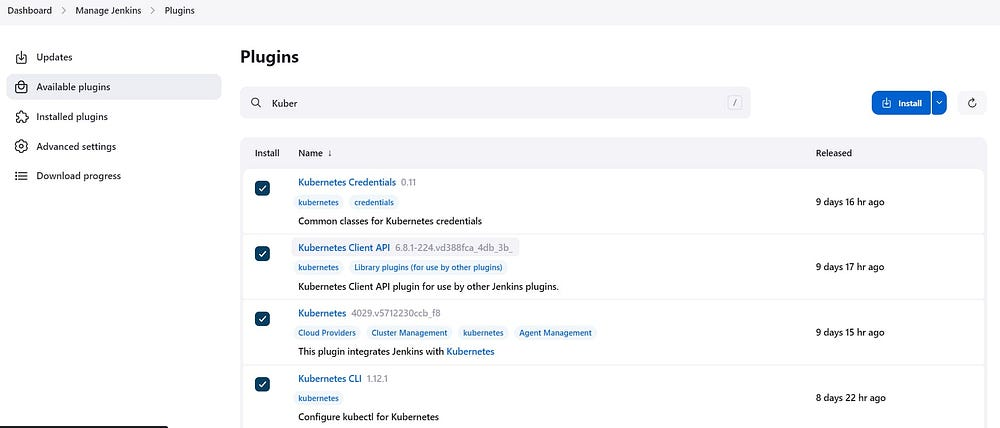 Dashboard > Manage Jenkins > Plugins
Updates
Available plugins
Installed plugins
Advanced settings
Download progress
Plugins
Kuber /
Install
Install Name ↓ Released
Kubernetes Credentials 0.11
kubernetes credentials
Common classes for Kubernetes credentials
9 days 16 hr ago
Kubernetes Client API 6.8.1-224.vd388fca_4db_3b_
kubernetes Library plugins (for use by other plugins)
Kubernetes Client API plugin for use by other Jenkins plugins.
9 days 17 hr ago
Kubernetes 4029.v5712230ccb_f8
Cloud Providers Cluster Management kubernetes Agent Management
This plugin integrates Jenkins with Kubernetes
9 days 15 hr ago
Kubernetes CLI 1.12.1
kubernetes
Configure kubectl for Kubernetes
8 days 22 hr ago